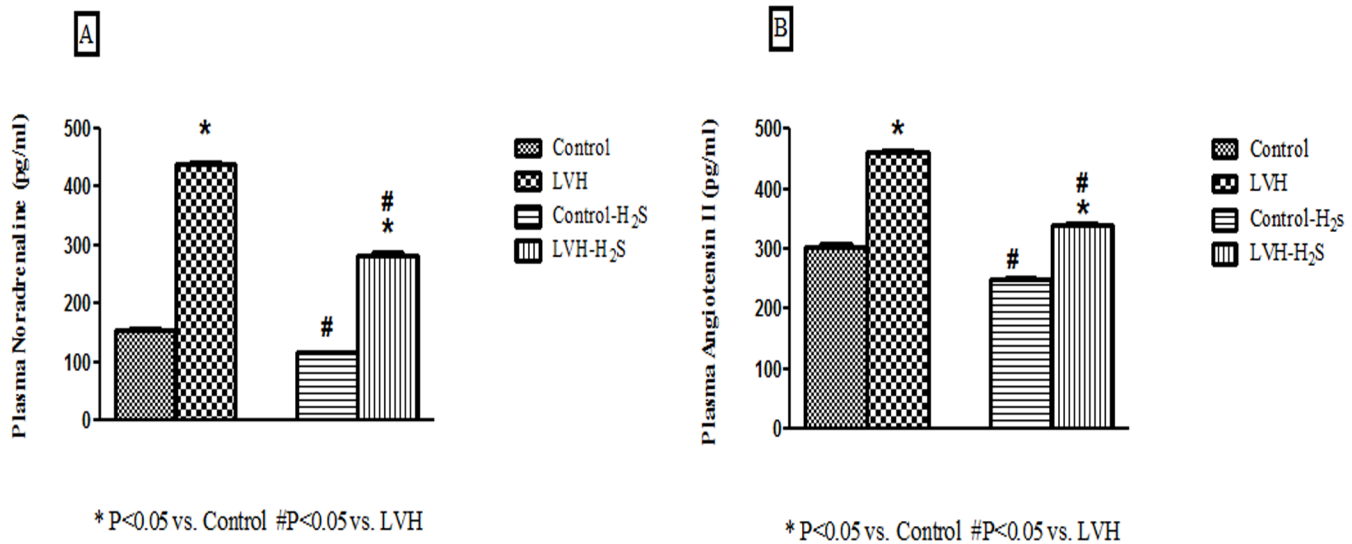 A
Plasma Noradrenaline (pg/ml)
500
400
300
200
100
0
*
#
#
*
Control
LVH
Control-H₂S
LVH-H₂S
* P<0.05 vs. Control #P<0.05 vs. LVH
B
Plasma Angiotensin II (pg/ml)
500
400
300
200
100
0
*
#
#
*
Control
LVH
Control-H₂s
LVH-H₂S
* P<0.05 vs. Control #P<0.05 vs. LVH